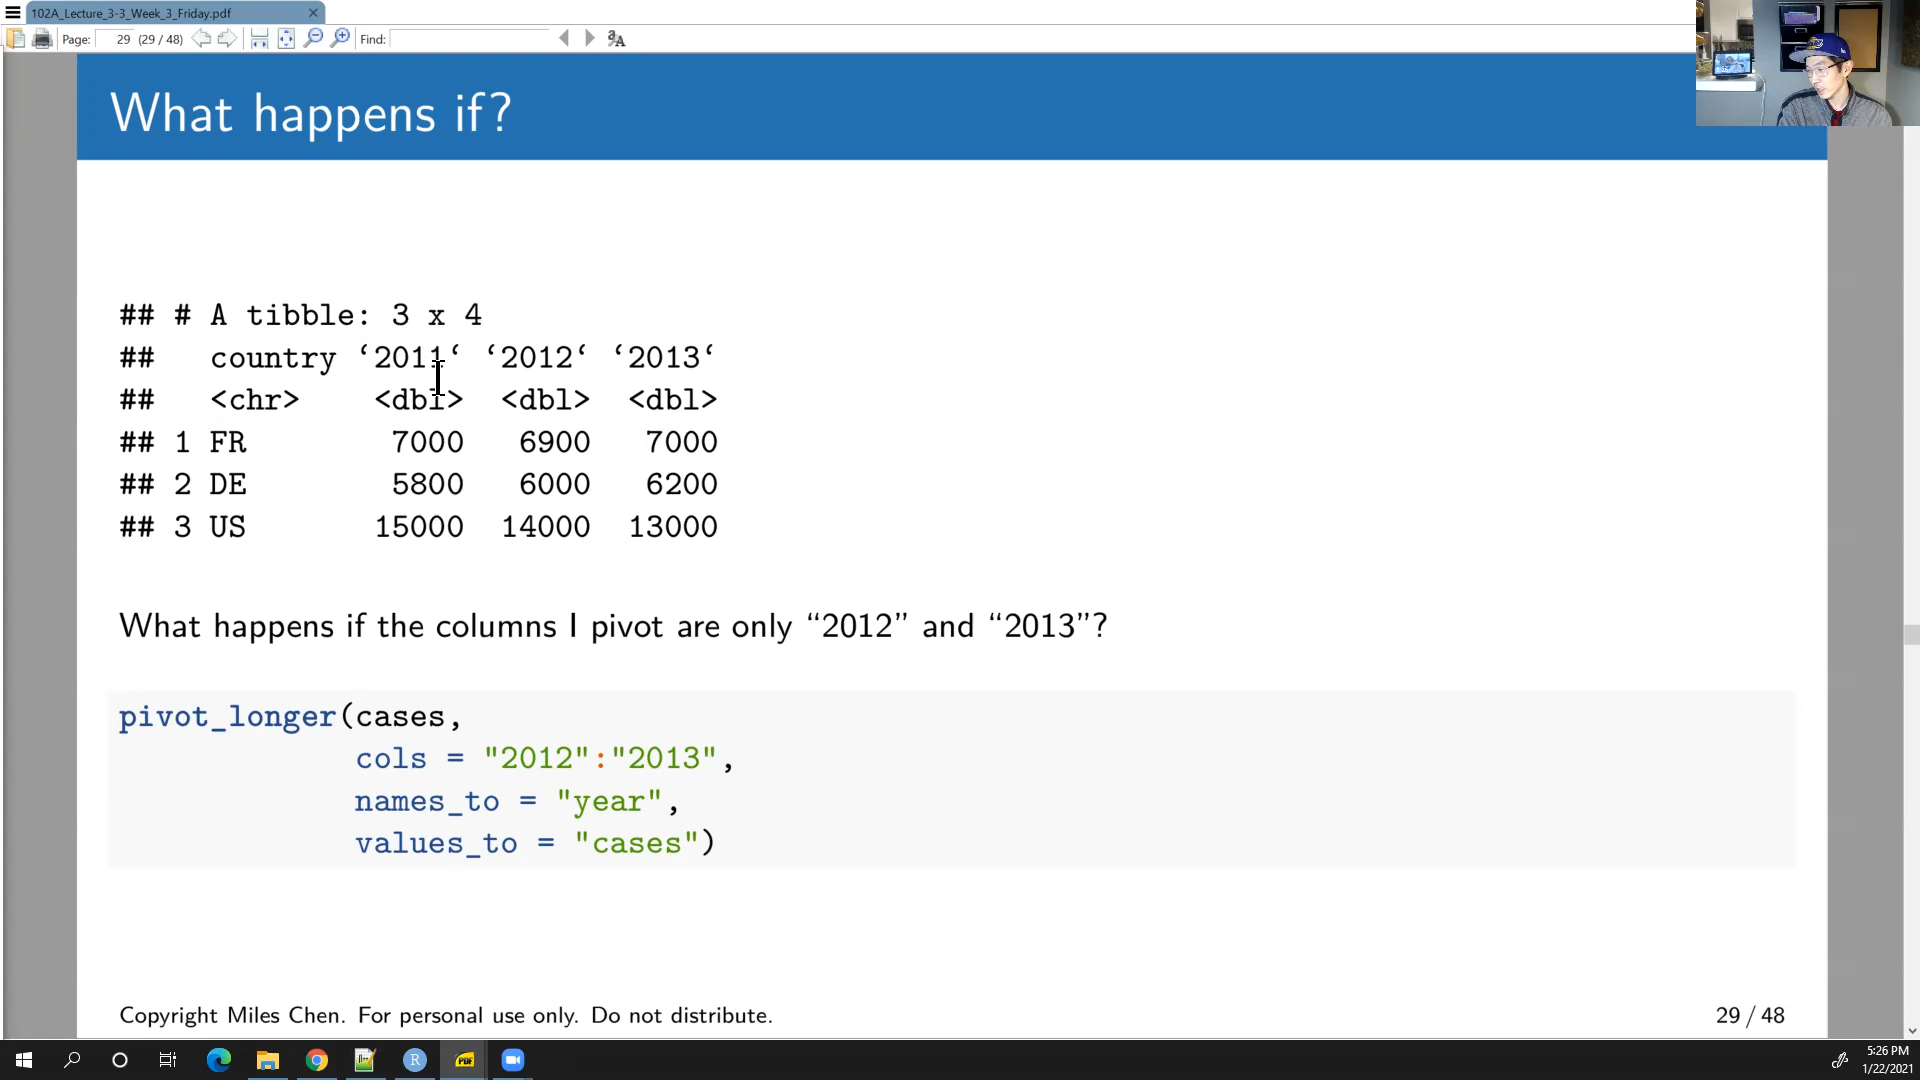 102A_Lecture_3-3_Week_3_Friday.pdf
Page: 29 (29 / 48) Find:
What happens if?
## # A tibble: 3 x 4
## country ‘2011‘ ‘2012‘ ‘2013‘
## <chr> <dbl> <dbl> <dbl>
## 1 FR 7000 6900 7000
## 2 DE 5800 6000 6200
## 3 US 15000 14000 13000
What happens if the columns I pivot are only “2012” and “2013”?
pivot_longer(cases,
cols = "2012":"2013",
names_to = "year",
values_to = "cases")
Copyright Miles Chen. For personal use only. Do not distribute.
29 / 48
5:26 PM
1/22/2021